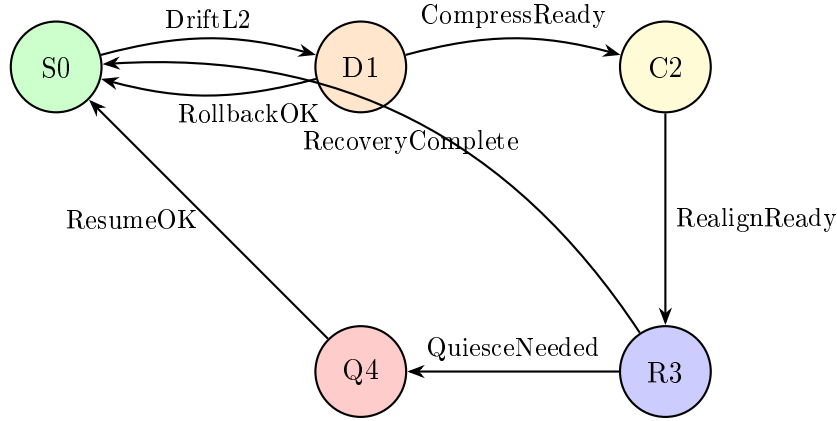 DriftL2
CompressReady
S0
D1
C2
RollbackOK
RecoveryComplete
ResumeOK
RealignReady
QuiesceNeeded
Q4
R3